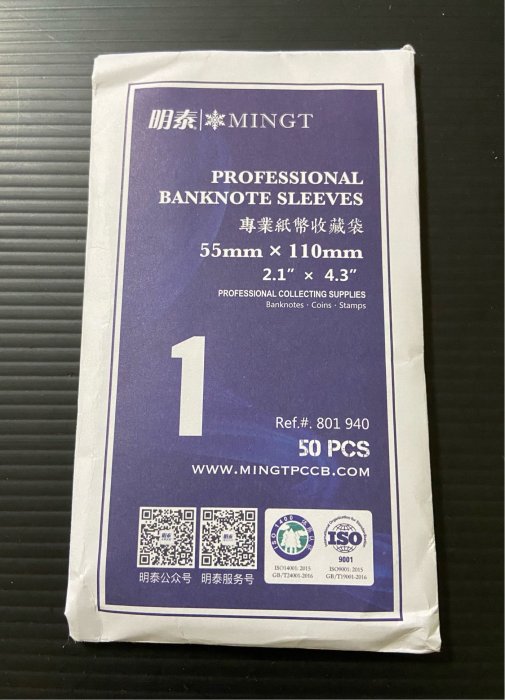 明泰 MINGT
PROFESSIONAL
BANKNOTE SLEEVES
專業紙幣收藏袋
55mm × 110mm
2.1" × 4.3"
PROFESSIONAL COLLECTING SUPPLIES
Banknotes · Coins · Stamps
1
Ref.#. 801 940
50 PCS
WWW.MINGTPCCB.COM
ISO 1400
ISO
9001
ISO14001: 2015
GB/T24001-2016
ISO9001: 2015
GB/T19001-2016
明泰公众号
明泰服务号